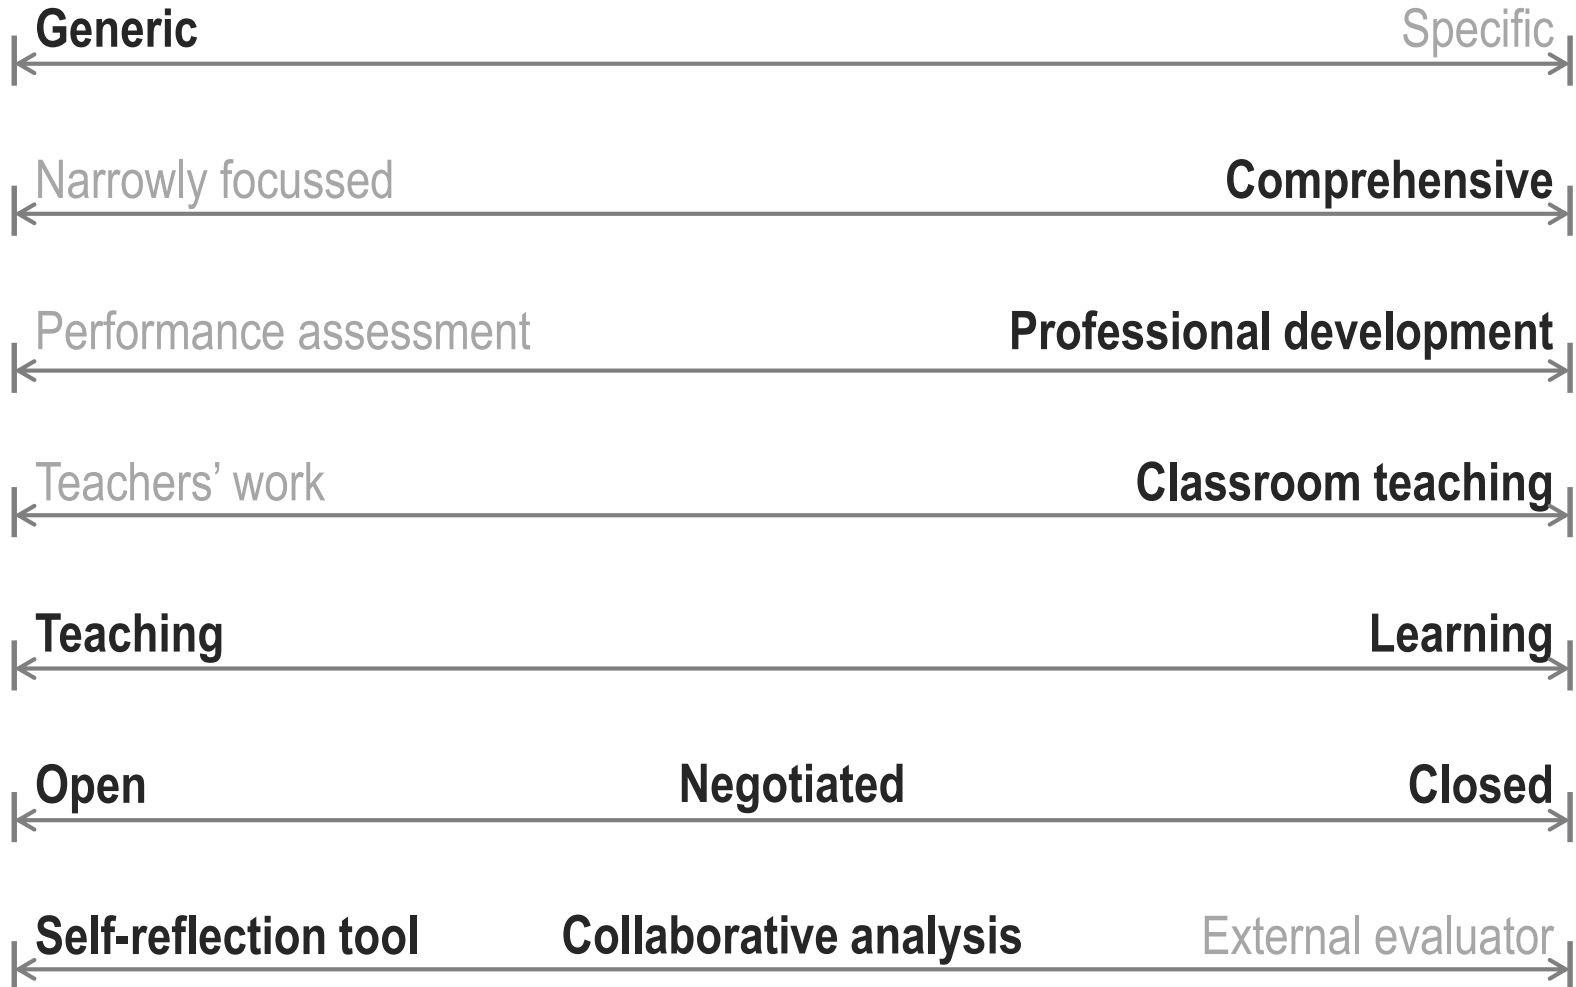 Generic Specific
Narrowly focussed Comprehensive
Performance assessment Professional development
Teachers’ work Classroom teaching
Teaching Learning
Open Negotiated Closed
Self-reflection tool Collaborative analysis External evaluator